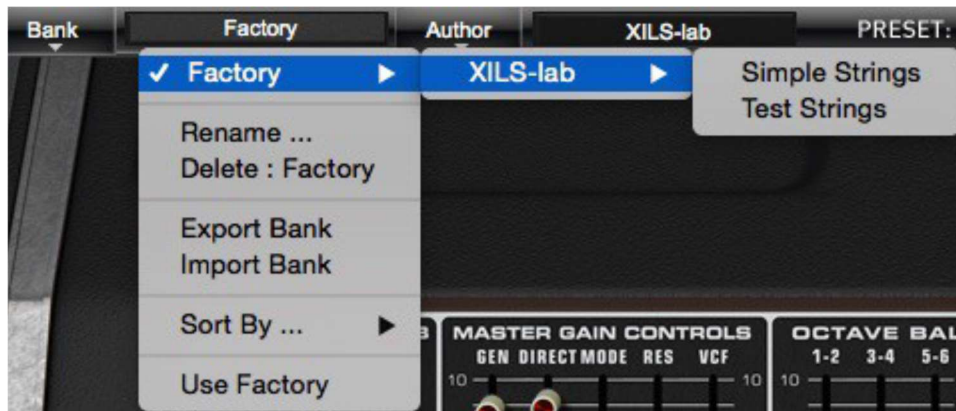 Bank Factory Author XILS-lab PRESET:
✓ Factory ▶ XILS-lab ▶ Simple Strings
Test Strings
Rename ...
Delete : Factory
Export Bank
Import Bank
Sort By ... ▶
Use Factory
MASTER GAIN CONTROLS OCTAVE BAL
GEN DIRECT MODE RES VCF 1-2 3-4 5-6
10 10 10